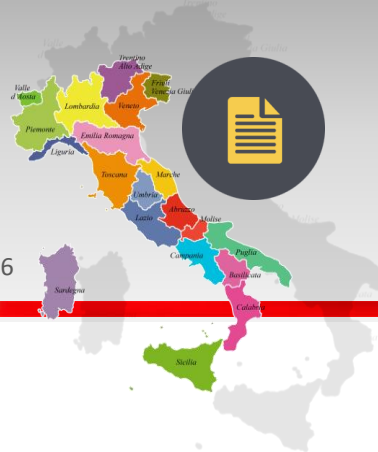 Trentino
Alto Adige
Friuli
Venezia Giuli
Valle
d'Aosta
Lombardia
Veneto
Piemonte
Emilia Romagna
Liguria
Toscana
Marche
Umbria
Lazio
Abruzzo
Molise
Campania
Puglia
Basilicata
6
Sardegna
Calabria
Sicilia